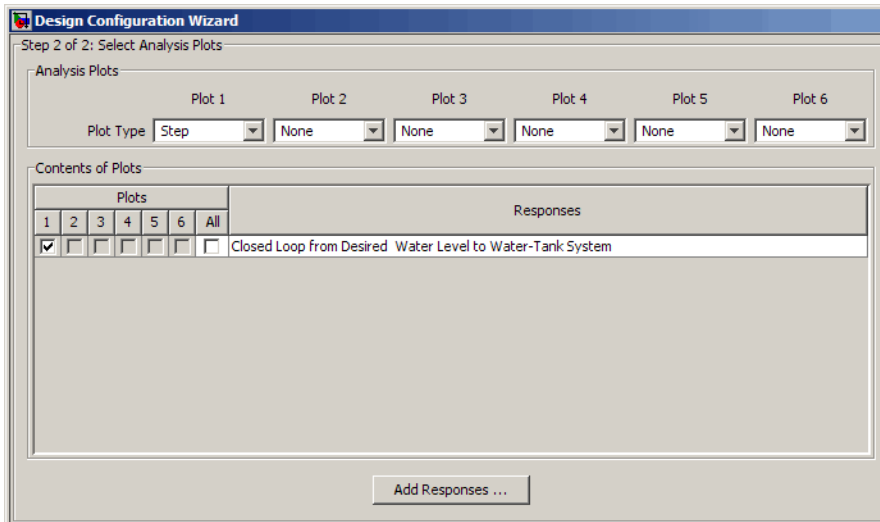 Design Configuration Wizard
Step 2 of 2: Select Analysis Plots
Analysis Plots
Plot 1 Plot 2 Plot 3 Plot 4 Plot 5 Plot 6
Plot Type Step None None None None None
Contents of Plots
Plots Responses
1 2 3 4 5 6 All
Closed Loop from Desired Water Level to Water-Tank System
Add Responses ...